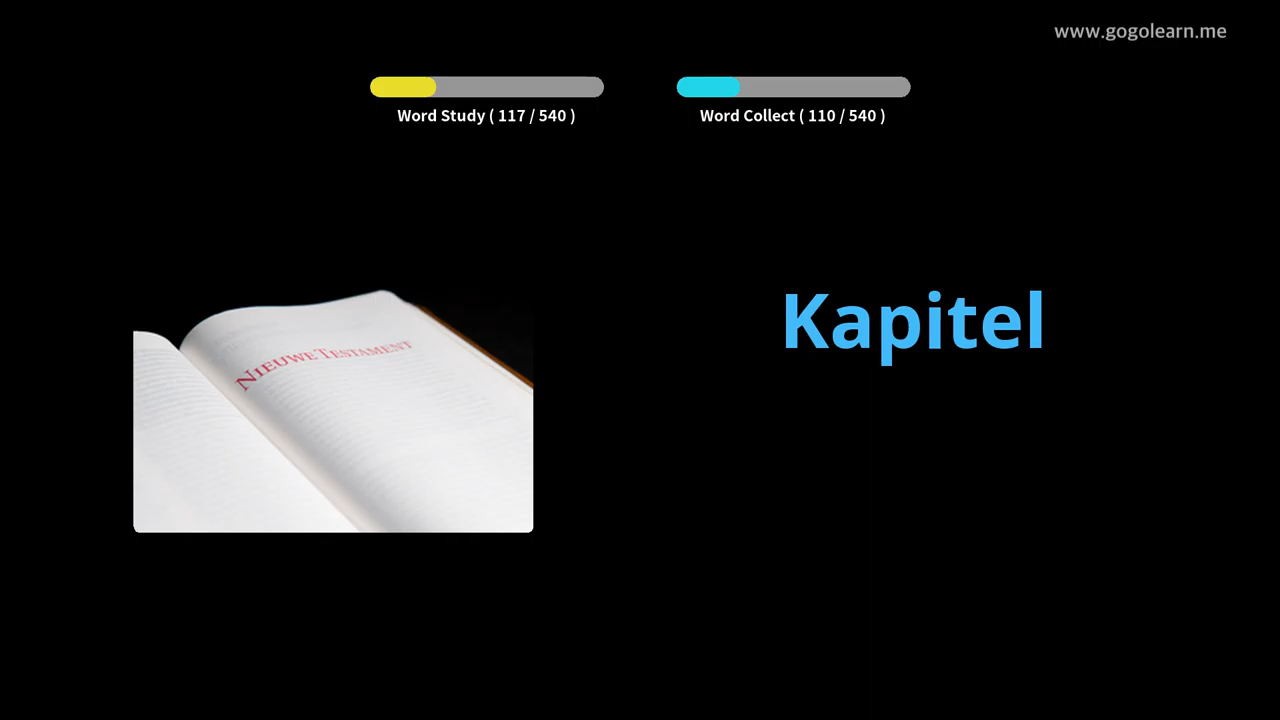 www.gogolearn.me
Word Study ( 117 / 540 )
Word Collect ( 110 / 540 )
Kapitel
NIEUWE TESTAMENT